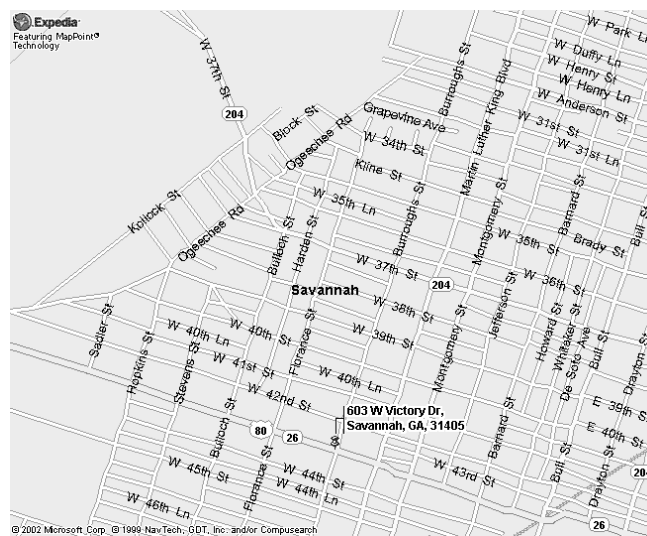 Expedia
Featuring MapPoint®
Technology
W 37th St
204
Block St
Ogeechee Rd
Grapevine Ave
W 34th St
Kline St
Burroughs St
Martin Luther King Blvd
W Park Ln
W Duffy Ln
W Henry St
W Henry Ln
W Anderson St
W 31st St
W 31st Ln
Kollock St
Ogeechee Rd
W 35th Ln
Bulloch St
Harden St
Burroughs St
Montgomery St
Barnard St
Bull St
W 35th St
Brady St
W 36th St
W 37th St
204
Savannah
W 38th St
W 39th St
Jefferson St
Howard St
Whitaker St
De Soto Ave
Bull St
Drayton St
Sadler St
W 40th Ln
W 40th St
Florance St
Hopkins St
Stevens St
W 41st St
W 40th Ln
Montgomery St
W 42nd St
603 W Victory Dr,
Savannah, GA, 31405
E 39th St
E 40th St
80
26
Bulloch St
Florance St
Barnard St
Bull St
Drayton St
W 43rd St
204
W 45th St
W 44th St
W 44th Ln
W 46th Ln
26
© 2002 Microsoft Corp © 1999 NavTech, GDT, Inc. and/or Compusearch